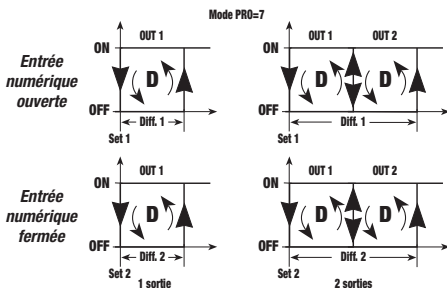 Mode PRO=7
OUT 1
OUT 1 OUT 2
ON
ON
Entrée
numérique
ouverte
D
D D
OFF
OFF
Diff. 1
Diff. 1
Set 1
Set 1
OUT 1
OUT 1 OUT 2
ON
ON
Entrée
numérique
fermée
D
D D
OFF
OFF
Diff. 2
Diff. 2
Set 2
Set 2
1 sortie
2 sorties